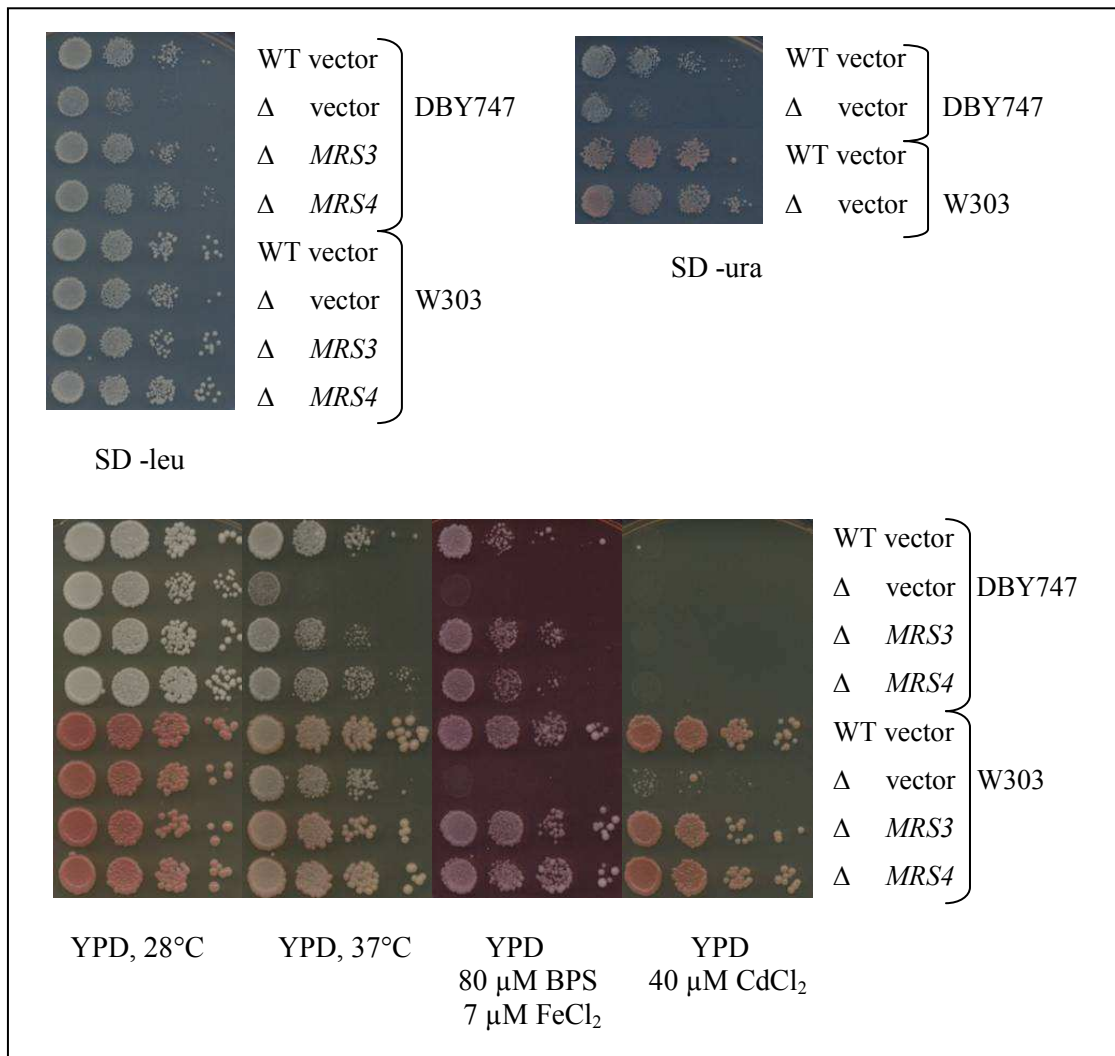 WT vector
Δ vector
Δ MRS3
Δ MRS4
DBY747
WT vector
Δ vector
Δ MRS3
Δ MRS4
W303
SD -leu
WT vector
Δ vector
DBY747
WT vector
Δ vector
W303
SD -ura
WT vector
Δ vector
Δ MRS3
Δ MRS4
DBY747
WT vector
Δ vector
Δ MRS3
Δ MRS4
W303
YPD, 28°C
YPD, 37°C
YPD
80 µM BPS
7 µM FeCl₂
YPD
40 µM CdCl₂